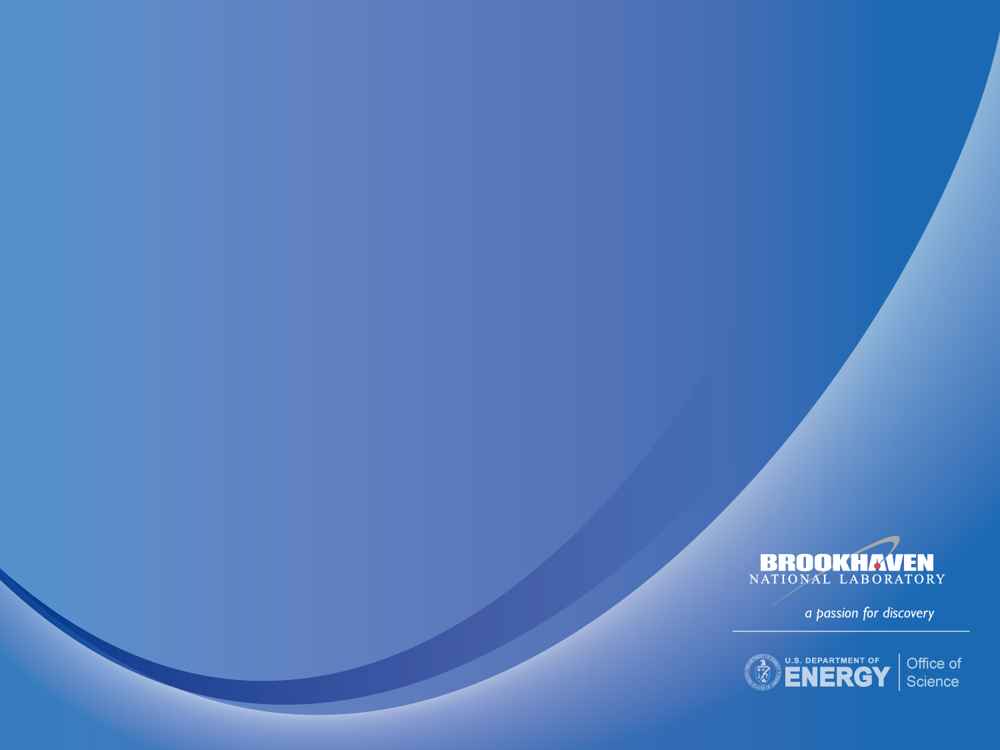 BROOKHAVEN
NATIONAL LABORATORY
a passion for discovery
U.S. DEPARTMENT OF
ENERGY
Office of
Science